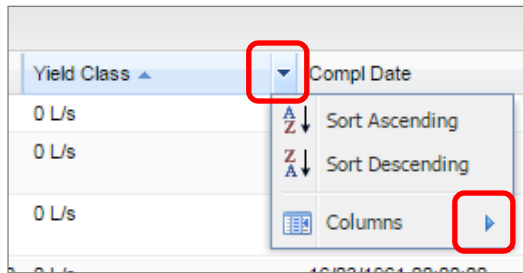 Yield Class Compl Date
0 L/s
Sort Ascending
0 L/s
Sort Descending
0 L/s
Columns